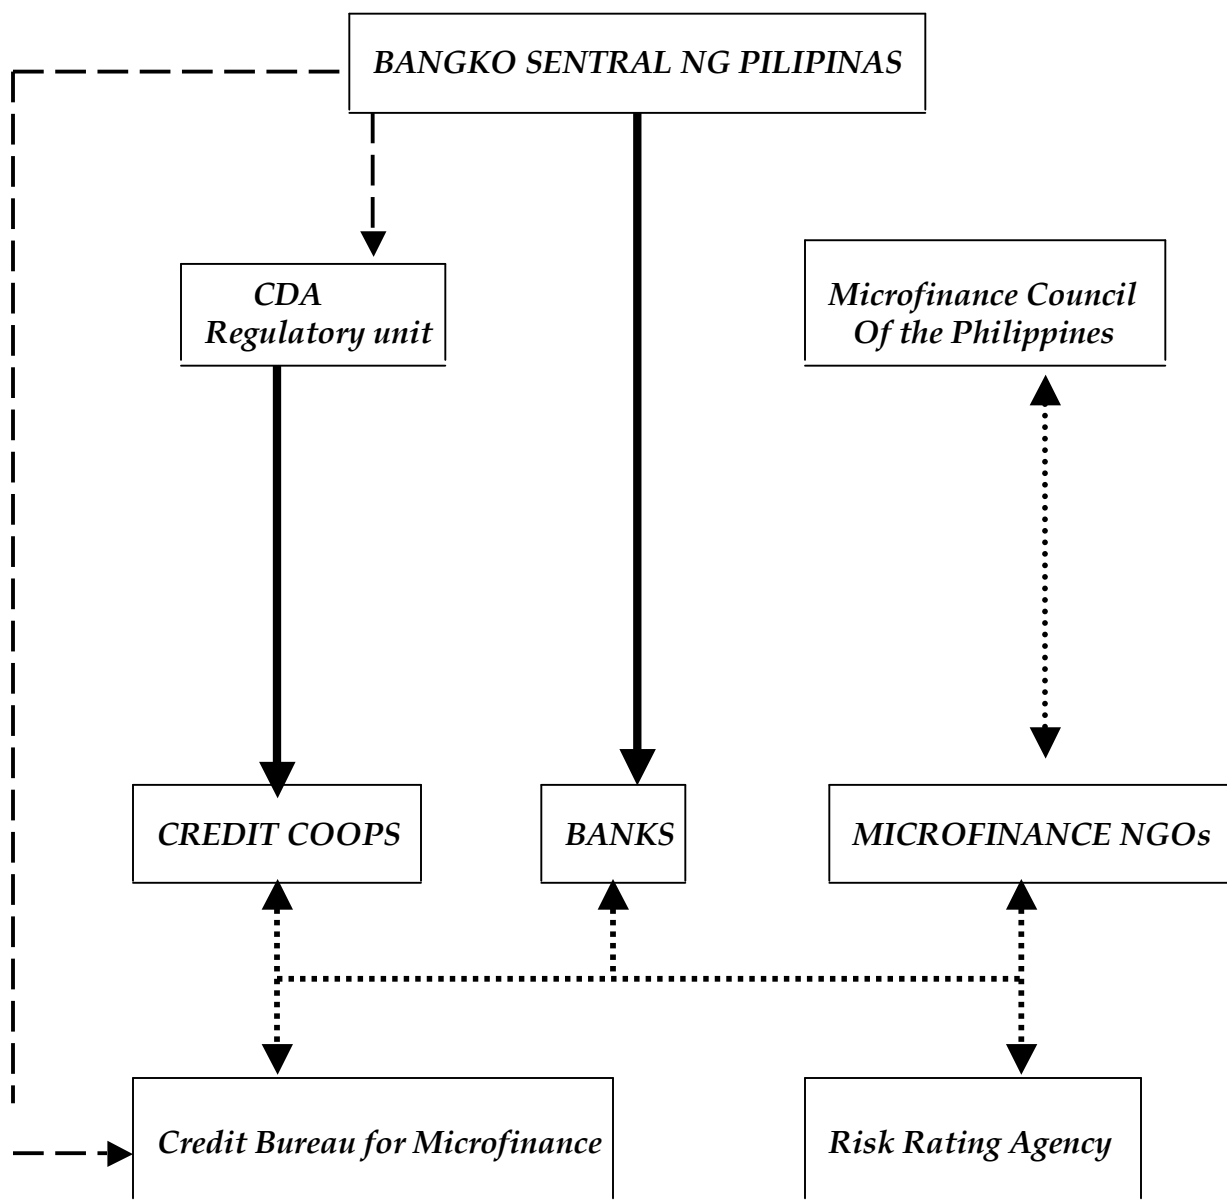 BANGKO SENTRAL NG PILIPINAS
CDA
Regulatory unit
Microfinance Council
Of the Philippines
CREDIT COOPS
BANKS
MICROFINANCE NGOs
Credit Bureau for Microfinance
Risk Rating Agency